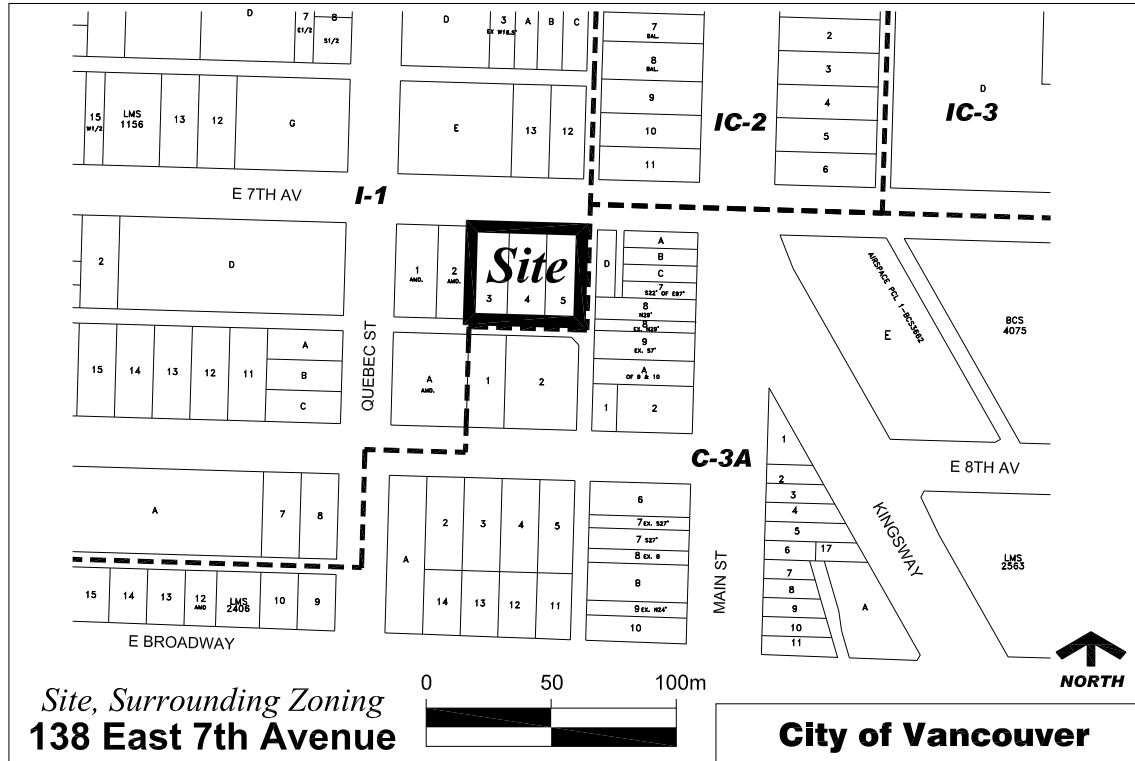 D
7
E1/2
8
S1/2
D
3
EX W16.5'
A
B
C
7
BAL.
8
BAL.
9
10
11
2
3
4
5
6
IC-2
IC-3
D
15
W1/2
LMS
1156
13
12
G
E
13
12
E 7TH AV
I-1
2
D
1
AMD.
2
AMD.
Site
3
4
5
D
A
B
C
7
S22' OF E87'
8
N29'
8
EX. N29'
9
EX. S7'
A
OF 9 & 10
1
2
AIRSPACE PCL 1-BCS3662
E
BCS
4075
15
14
13
12
11
A
B
C
QUEBEC ST
A
AMD.
1
2
C-3A
E 8TH AV
A
7
8
A
2
3
4
5
14
13
12
11
6
7 EX. S27'
7 S27'
8 EX. B
B
9 EX. N24'
10
MAIN ST
1
2
3
4
5
6
17
7
8
9
10
11
A
KINGSWAY
LMS
2563
15
14
13
12
AMD
LMS
2406
10
9
E BROADWAY
NORTH
Site, Surrounding Zoning
138 East 7th Avenue
0 50 100m
City of Vancouver